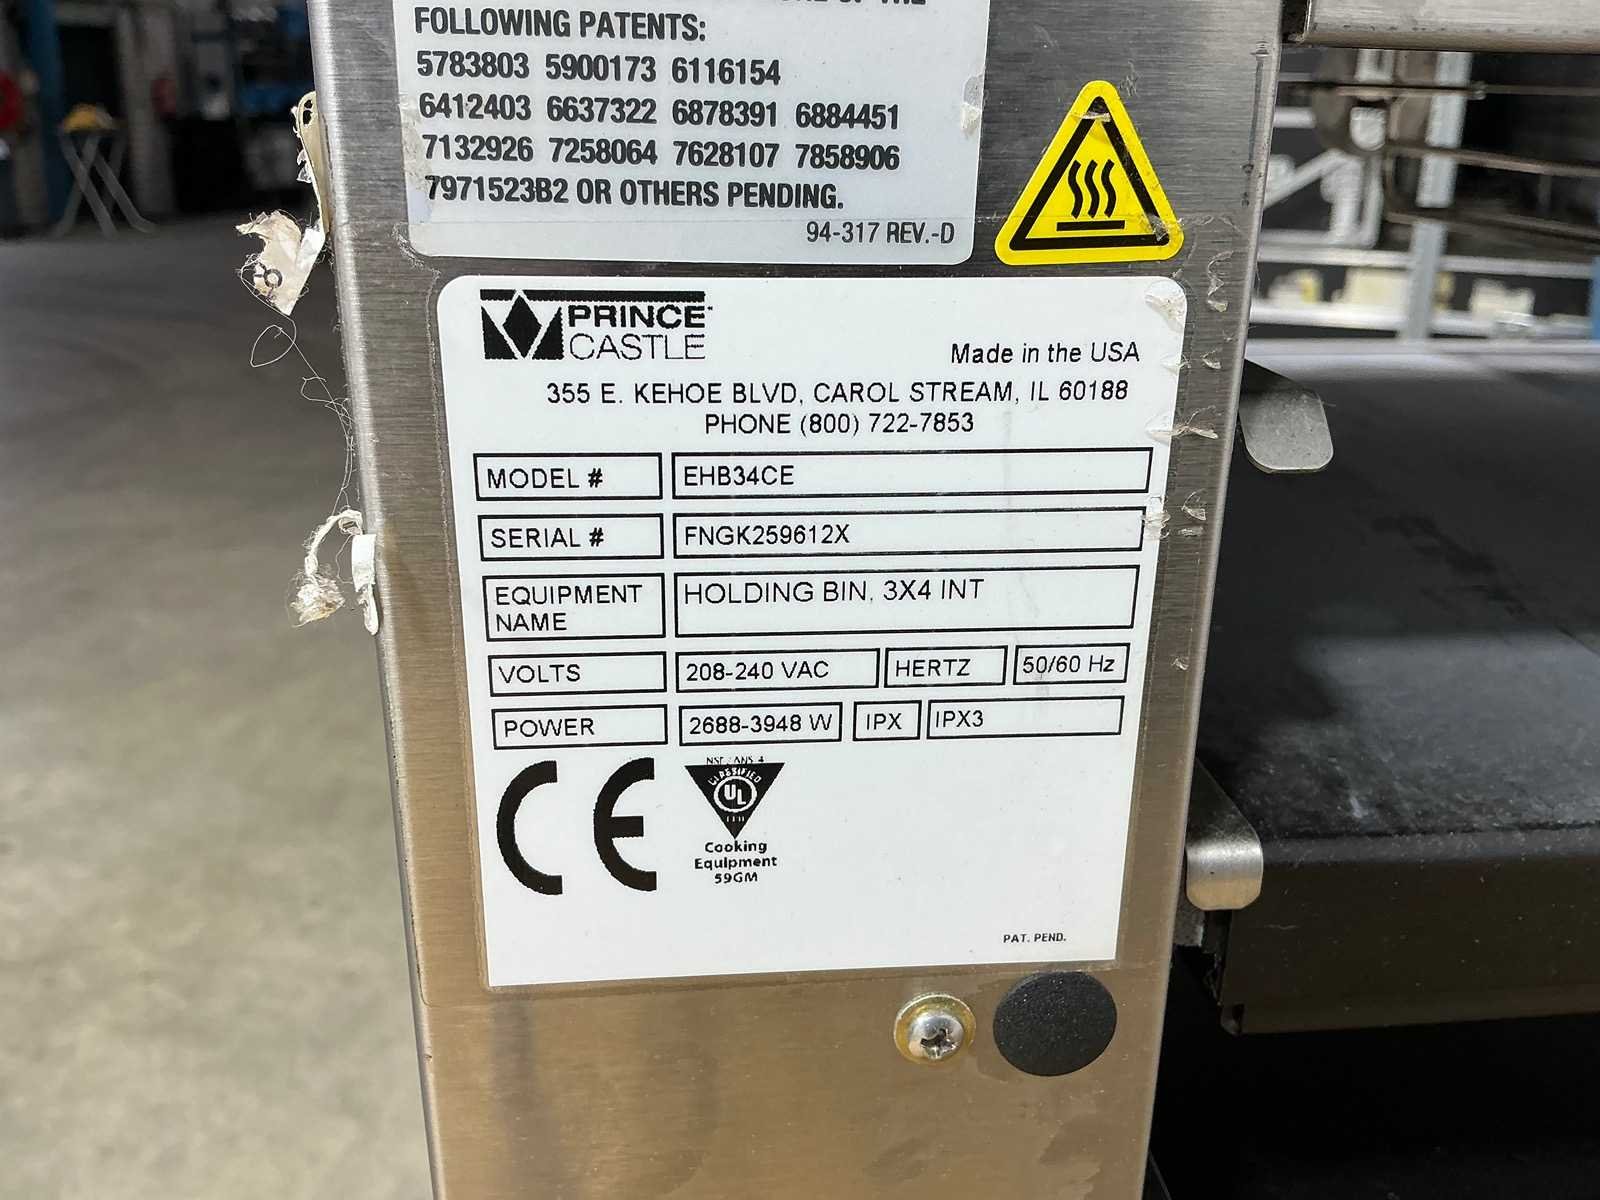 FOLLOWING PATENTS:
5783803 5900173 6116154
6412403 6637322 6878391 6884451
7132926 7258064 7628107 7858906
7971523B2 OR OTHERS PENDING.
94-317 REV.-D
PRINCE
CASTLE
Made in the USA
355 E. KEHOE BLVD, CAROL STREAM, IL 60188
PHONE (800) 722-7853
MODEL # EHB34CE
SERIAL # FNGK259612X
EQUIPMENT NAME HOLDING BIN, 3X4 INT
VOLTS 208-240 VAC HERTZ 50/60 Hz
POWER 2688-3948 W IPX IPX3
CE
CLASSIFIED
UL
Cooking
Equipment
59GM
PAT. PEND.